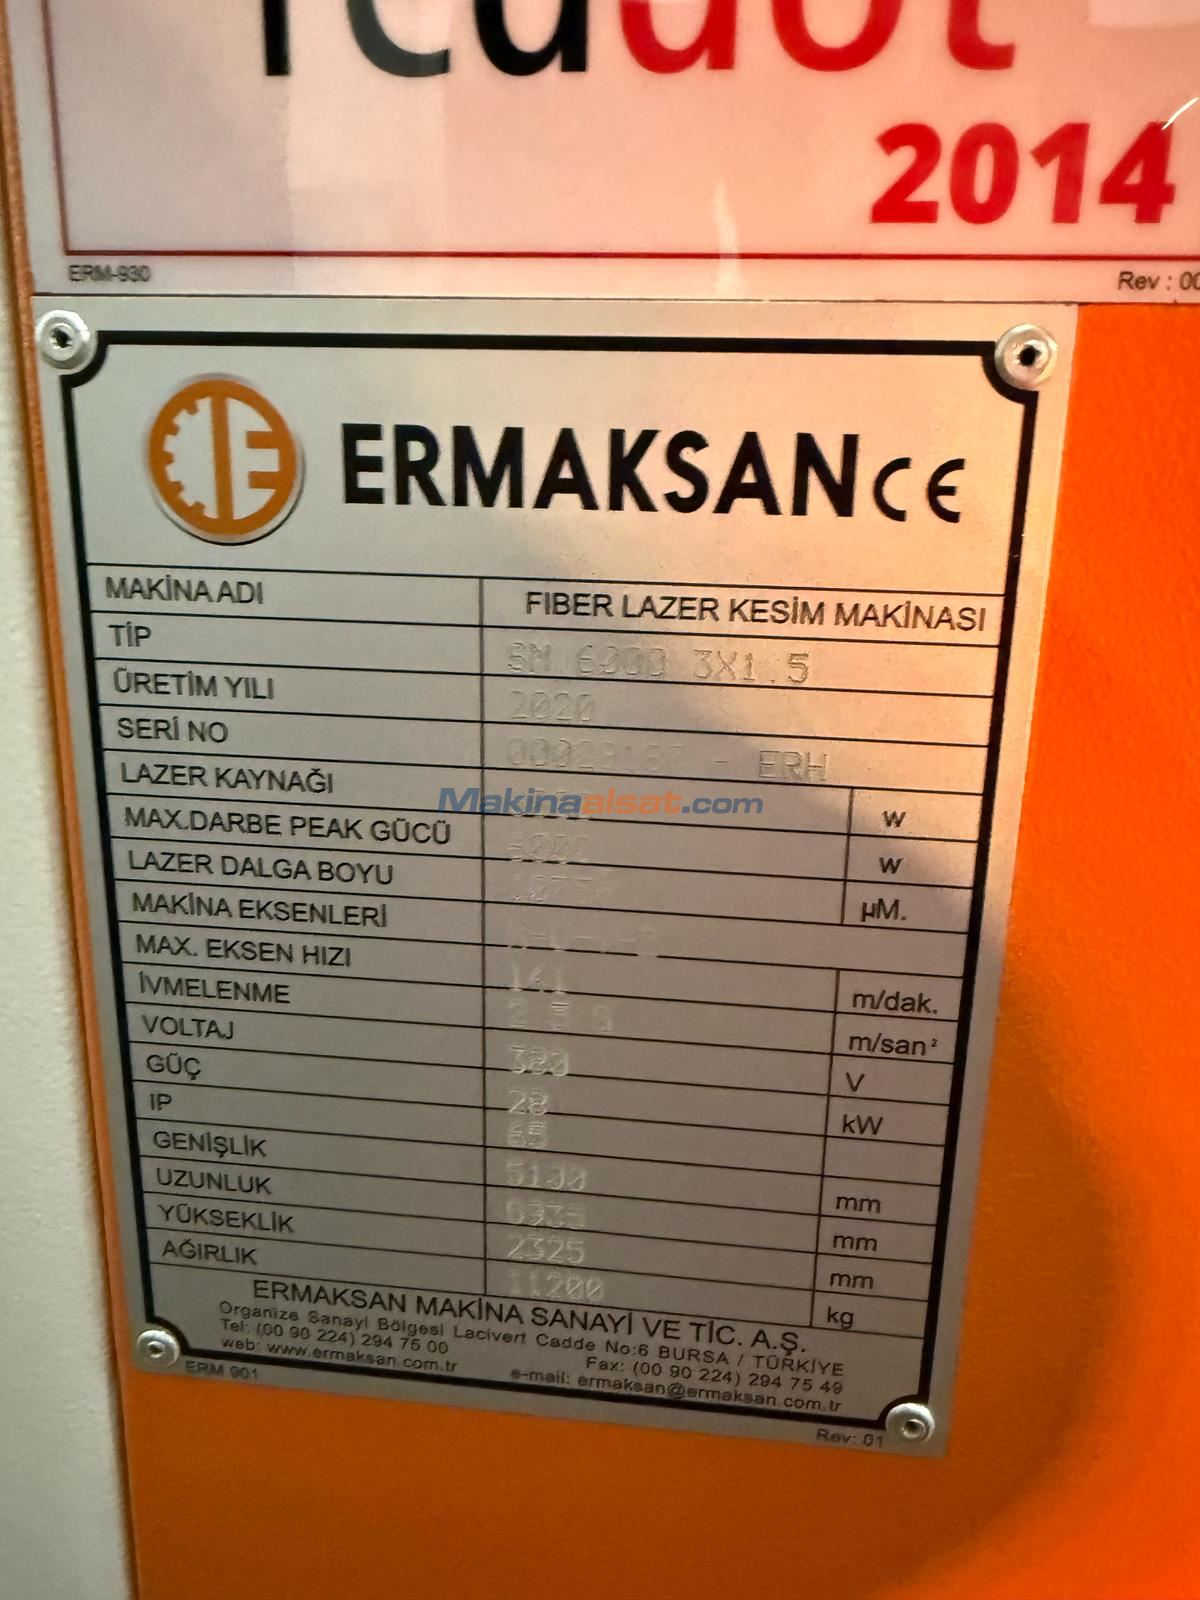 reddot
2014
ERM-930
Rev : 00
ERMAKSAN CE
MAKİNA ADI FIBER LAZER KESİM MAKİNASI
TİP SM 6000 3X1.5
ÜRETİM YILI 2020
SERİ NO - ERH
LAZER KAYNAĞI W
Makinaalsat.com
MAX.DARBE PEAK GÜCÜ W
LAZER DALGA BOYU µM.
MAKİNA EKSENLERİ
MAX. EKSEN HIZI 141 m/dak.
İVMELENME m/san²
VOLTAJ 380 V
GÜÇ 28 kW
IP
GENİŞLİK 5100 mm
UZUNLUK mm
YÜKSEKLİK 2325 mm
AĞIRLIK 11200 kg
ERMAKSAN MAKİNA SANAYİ VE TİC. A.Ş.
Organize Sanayi Bölgesi Lacivert Cadde No:6 BURSA / TÜRKİYE
Tel: (00 90 224) 294 75 00 Fax: (00 90 224) 294 75 49
web: www.ermaksan.com.tr e-mail: ermaksan@ermaksan.com.tr
ERM 901
Rev: 01